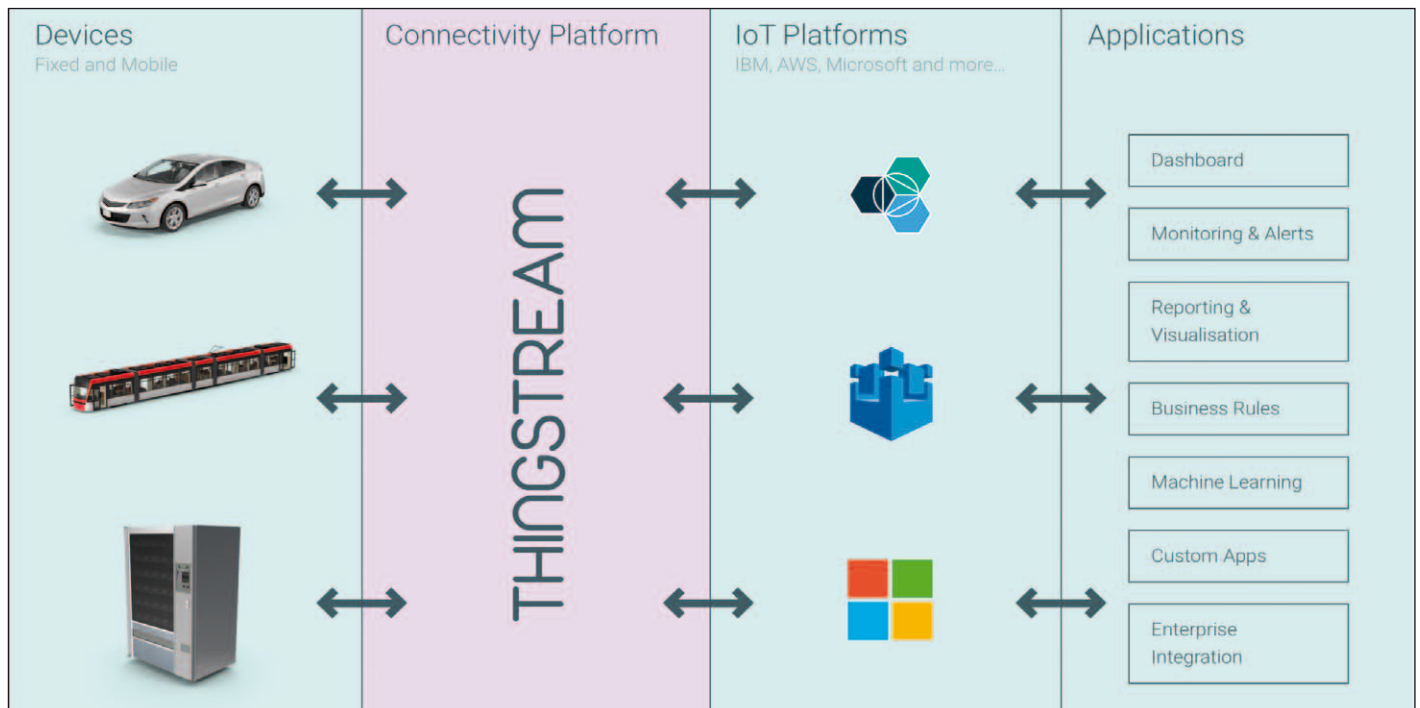 Devices
Fixed and Mobile
Connectivity Platform
THINGSTREAM
IoT Platforms
IBM, AWS, Microsoft and more...
Applications
Dashboard
Monitoring & Alerts
Reporting &
Visualisation
Business Rules
Machine Learning
Custom Apps
Enterprise
Integration